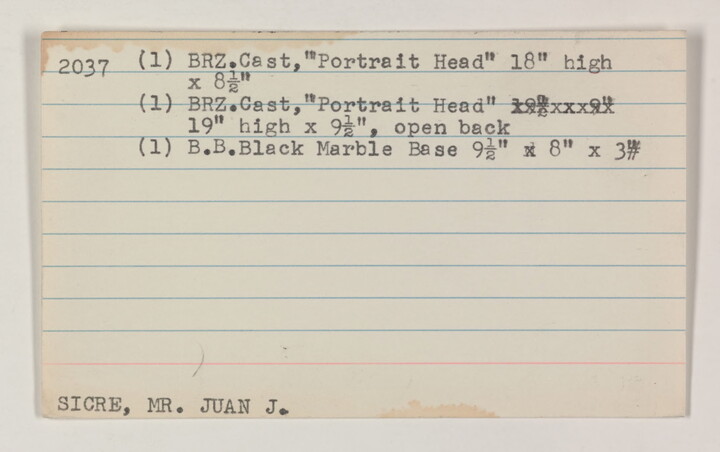 2037 (1) BRZ.Cast,"Portrait Head" 18" high
x 8½"
(1) BRZ.Cast,"Portrait Head"
19" high x 9½", open back
(1) B.B.Black Marble Base 9½" x 8" x 3"
SICRE, MR. JUAN J.